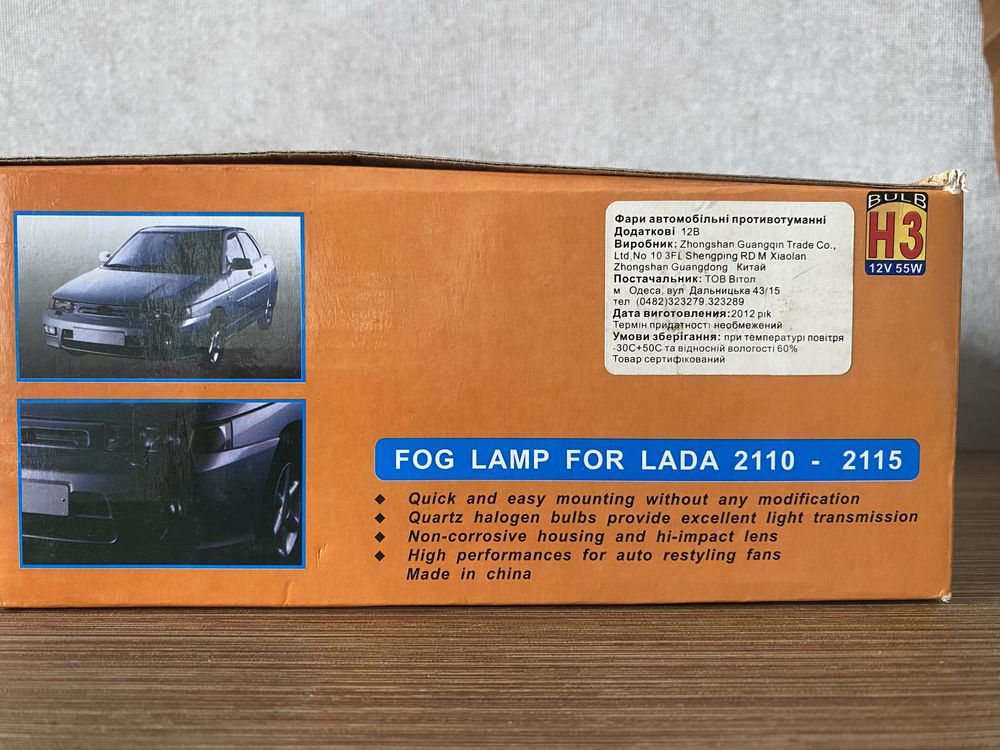 Фари автомобільні противотуманні
Додаткові 12В
Виробник: Zhongshan Guangqin Trade Co.,
Ltd.No 10 3FL Shengping RD M Xiaolan
Zhongshan Guangdong Китай
Постачальник: ТОВ Вітол
м Одеса, вул Дальницька 43/15
тел (0482)323279,323289
Дата виготовлення:2012 рік
Термін придатності необмежений
Умови зберігання: при температурі повітря
-30С+50С та відносній вологості 60%
Товар сертифікований
BULB
H3
12V 55W
FOG LAMP FOR LADA 2110 - 2115
◆ Quick and easy mounting without any modification
◆ Quartz halogen bulbs provide excellent light transmission
◆ Non-corrosive housing and hi-impact lens
◆ High performances for auto restyling fans
Made in china